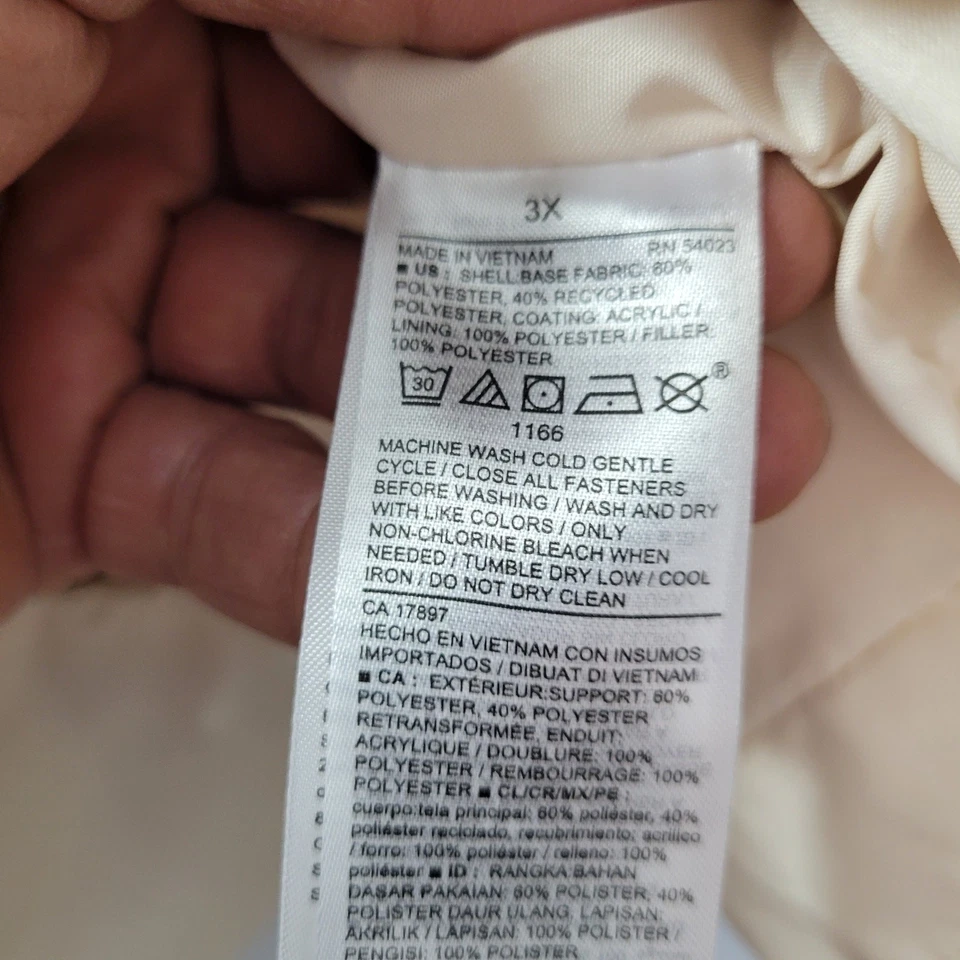 3X
MADE IN VIETNAM RN 54023
■ US : SHELL:BASE FABRIC: 60%
POLYESTER, 40% RECYCLED
POLYESTER, COATING: ACRYLIC /
LINING: 100% POLYESTER / FILLER:
100% POLYESTER
30 ®
1166
MACHINE WASH COLD GENTLE
CYCLE / CLOSE ALL FASTENERS
BEFORE WASHING / WASH AND DRY
WITH LIKE COLORS / ONLY
NON-CHLORINE BLEACH WHEN
NEEDED / TUMBLE DRY LOW / COOL
IRON / DO NOT DRY CLEAN
CA 17897
HECHO EN VIETNAM CON INSUMOS
IMPORTADOS / DIBUAT DI VIETNAM
■ CA : EXTÉRIEUR:SUPPORT: 60%
POLYESTER, 40% POLYESTER
RETRANSFORMÉE, ENDUIT:
ACRYLIQUE / DOUBLURE: 100%
POLYESTER / REMBOURRAGE: 100%
POLYESTER ■ CL/CR/MX/PE :
cuerpo:tela principal: 60% poliéster, 40%
poliéster reciclado, recubrimiento: acrílico
/ forro: 100% poliéster / relleno: 100%
poliéster ■ ID : RANGKA:BAHAN
DASAR PAKAIAN: 60% POLISTER, 40%
POLISTER DAUR ULANG, LAPISAN:
AKRILIK / LAPISAN: 100% POLISTER /
PENGISI: 100% POLISTER